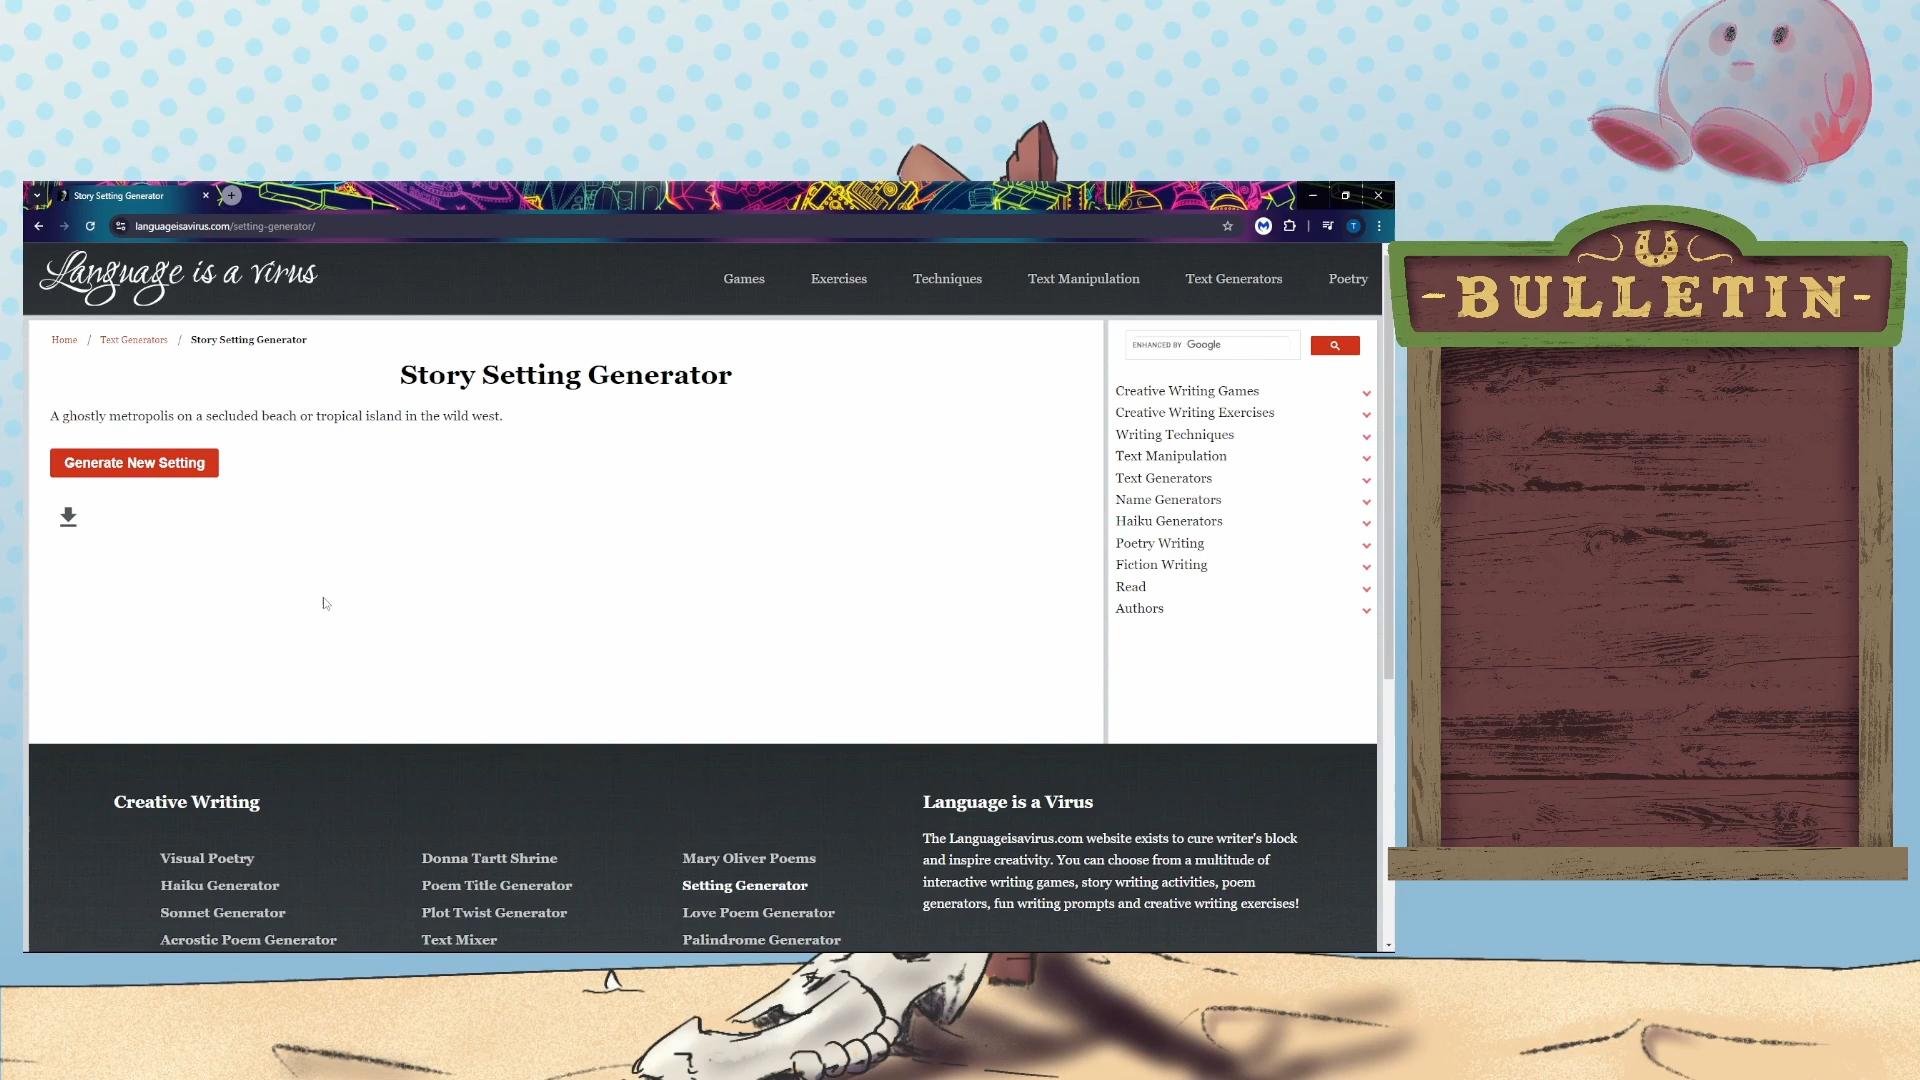 Story Setting Generator
languageisavirus.com/setting-generator/
T
Language is a virus
Games Exercises Techniques Text Manipulation Text Generators Poetry
Home / Text Generators / Story Setting Generator
Story Setting Generator
A ghostly metropolis on a secluded beach or tropical island in the wild west.
Generate New Setting
ENHANCED BY Google
Creative Writing Games
Creative Writing Exercises
Writing Techniques
Text Manipulation
Text Generators
Name Generators
Haiku Generators
Poetry Writing
Fiction Writing
Read
Authors
-BULLETIN-
Creative Writing
Visual Poetry Donna Tartt Shrine Mary Oliver Poems
Haiku Generator Poem Title Generator Setting Generator
Sonnet Generator Plot Twist Generator Love Poem Generator
Acrostic Poem Generator Text Mixer Palindrome Generator
Language is a Virus
The Languageisavirus.com website exists to cure writer's block
and inspire creativity. You can choose from a multitude of
interactive writing games, story writing activities, poem
generators, fun writing prompts and creative writing exercises!